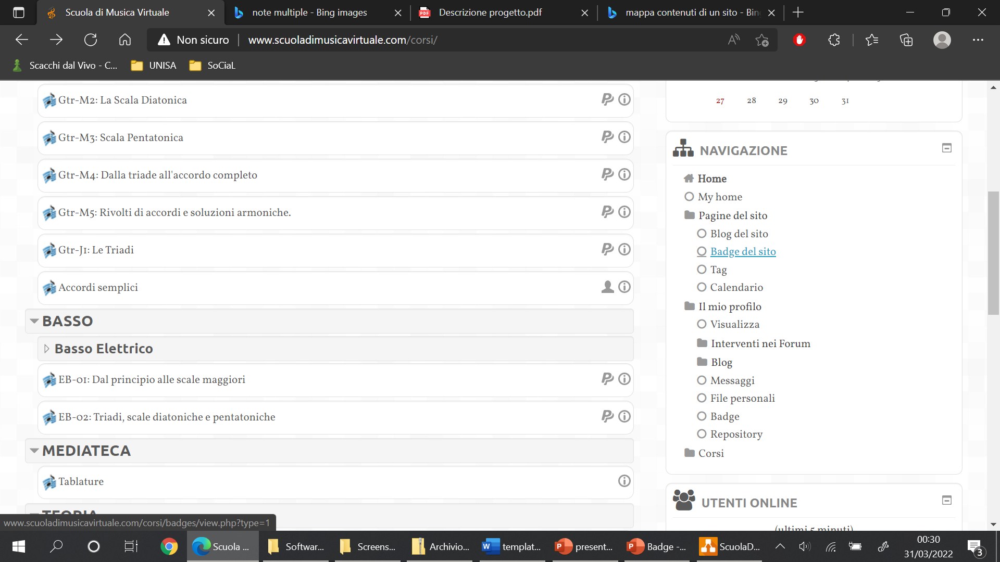 Scuola di Musica Virtuale
note multiple - Bing images
Descrizione progetto.pdf
mappa contenuti di un sito - Bin
Non sicuro
www.scuoladimusicavirtuale.com/corsi/
Scacchi dal Vivo - C...
UNISA
SoCiaL
Gtr-M2: La Scala Diatonica
Gtr-M3: Scala Pentatonica
Gtr-M4: Dalla triade all'accordo completo
Gtr-M5: Rivolti di accordi e soluzioni armoniche.
Gtr-J1: Le Triadi
Accordi semplici
BASSO
Basso Elettrico
EB-01: Dal principio alle scale maggiori
EB-02: Triadi, scale diatoniche e pentatoniche
MEDIATECA
Tablature
TEORIA
27 28 29 30 31
NAVIGAZIONE
Home
My home
Pagine del sito
Blog del sito
Badge del sito
Tag
Calendario
Il mio profilo
Visualizza
Interventi nei Forum
Blog
Messaggi
File personali
Badge
Repository
Corsi
UTENTI ONLINE
(ultimi 5 minuti)
www.scuoladimusicavirtuale.com/corsi/badges/view.php?type=1
Scuola ...
Softwar...
Screens...
Archivio...
templat...
present...
Badge -...
ScuolaD...
00:30
31/03/2022
3